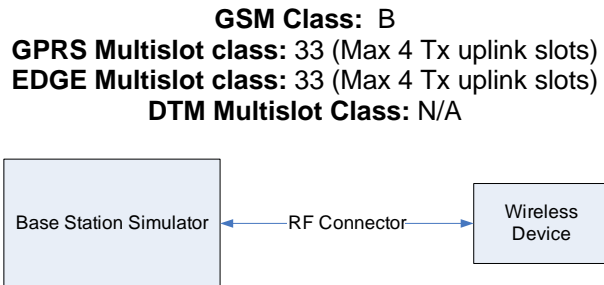 GSM Class: B
GPRS Multislot class: 33 (Max 4 Tx uplink slots)
EDGE Multislot class: 33 (Max 4 Tx uplink slots)
DTM Multislot Class: N/A
Base Station Simulator
RF Connector
Wireless
Device